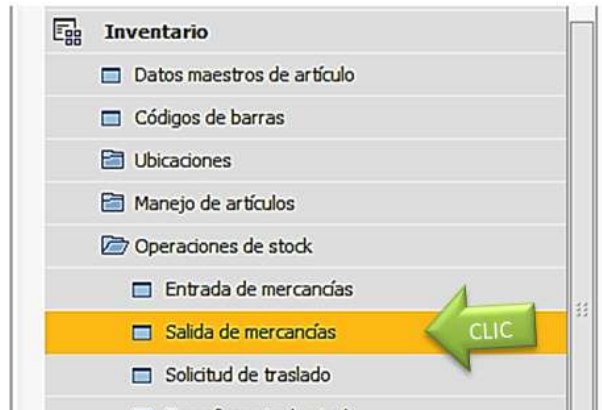 Inventario
Datos maestros de artículo
Códigos de barras
Ubicaciones
Manejo de artículos
Operaciones de stock
Entrada de mercancías
Salida de mercancías
CLIC
Solicitud de traslado